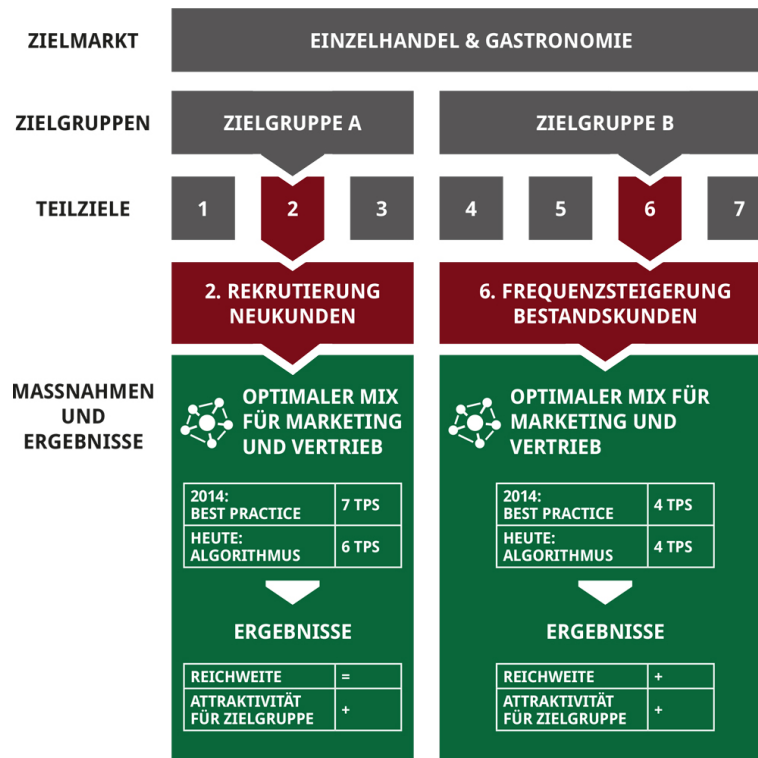 ZIELMARKT
EINZELHANDEL & GASTRONOMIE
ZIELGRUPPEN
ZIELGRUPPE A
ZIELGRUPPE B
TEILZIELE
1
2
3
4
5
6
7
2. REKRUTIERUNG
NEUKUNDEN
6. FREQUENZSTEIGERUNG
BESTANDSKUNDEN
MASSNAHMEN
UND
ERGEBNISSE
OPTIMALER MIX
FÜR MARKETING
UND VERTRIEB
2014:
BEST PRACTICE
7 TPS
HEUTE:
ALGORITHMUS
6 TPS
ERGEBNISSE
REICHWEITE
=
ATTRAKTIVITÄT
FÜR ZIELGRUPPE
+
OPTIMALER MIX FÜR
MARKETING UND
VERTRIEB
2014:
BEST PRACTICE
4 TPS
HEUTE:
ALGORITHMUS
4 TPS
ERGEBNISSE
REICHWEITE
+
ATTRAKTIVITÄT
FÜR ZIELGRUPPE
+